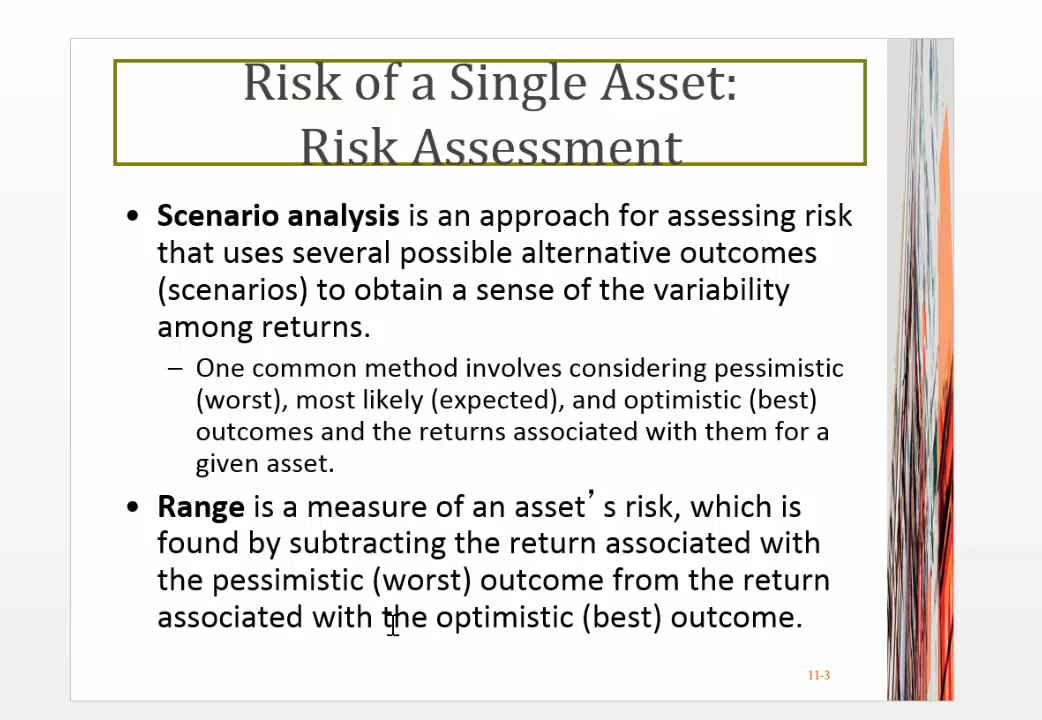 Risk of a Single Asset:
Risk Assessment
• Scenario analysis is an approach for assessing risk
that uses several possible alternative outcomes
(scenarios) to obtain a sense of the variability
among returns.
– One common method involves considering pessimistic
(worst), most likely (expected), and optimistic (best)
outcomes and the returns associated with them for a
given asset.
• Range is a measure of an asset’ s risk, which is
found by subtracting the return associated with
the pessimistic (worst) outcome from the return
associated with the optimistic (best) outcome.
11-3